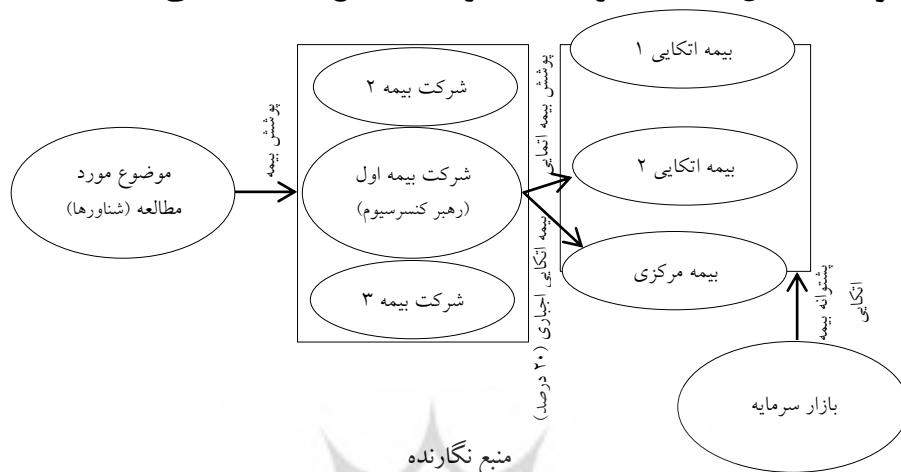 موضوع مورد
مطالعه (شناورها)
پوشش بیمه
شرکت بیمه ۲
شرکت بیمه اول
(رهبر کنسرسیوم)
شرکت بیمه ۳
پوشش بیمه اتمایی
بیمه اتکایی اجباری (۲۰ درصد)
بیمه اتکایی ۱
بیمه اتکایی ۲
بیمه مرکزی
پشتوانه بیمه
اتکایی
بازار سرمایه
منبع نگارنده